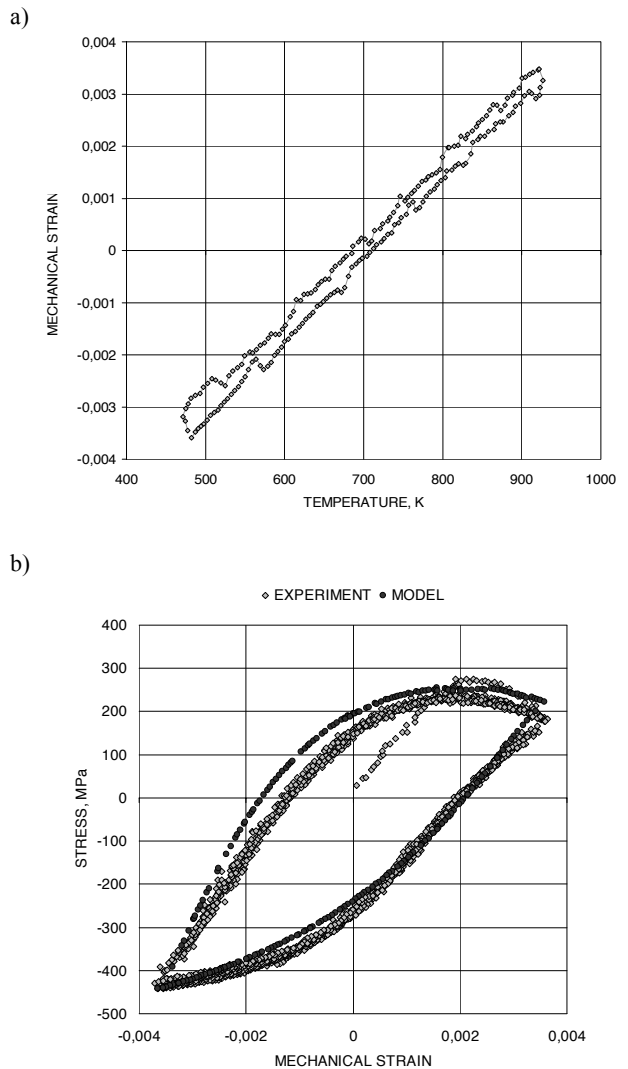 a)
0,004
0,003
0,002
0,001
0
-0,001
-0,002
-0,003
-0,004
MECHANICAL STRAIN
400 500 600 700 800 900 1000
TEMPERATURE, K
b)
EXPERIMENT MODEL
400
300
200
100
0
-100
-200
-300
-400
-500
STRESS, MPa
-0,004 -0,002 0 0,002 0,004
MECHANICAL STRAIN